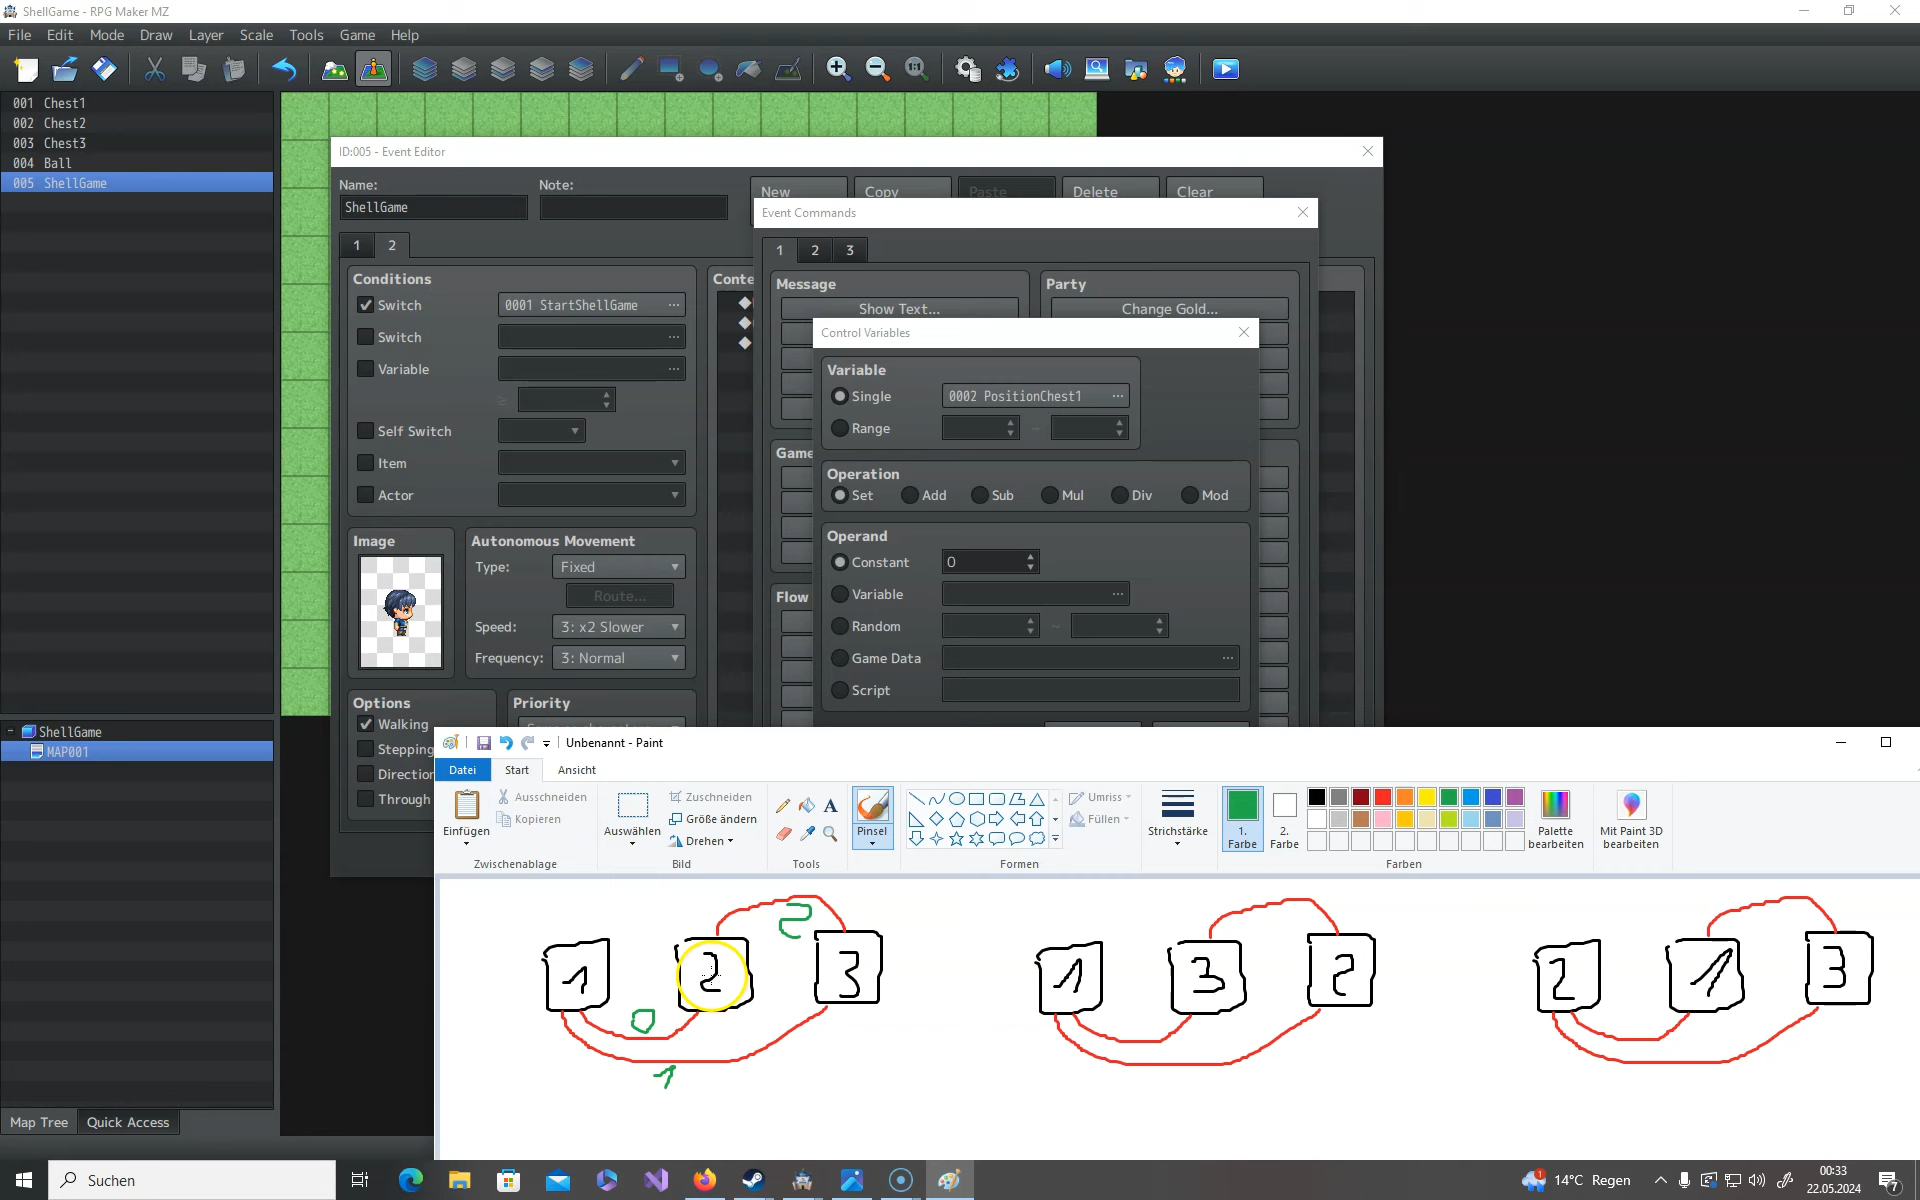 ShellGame - RPG Maker MZ
File Edit Mode Draw Layer Scale Tools Game Help
1:1
001 Chest1
002 Chest2
003 Chest3
004 Ball
005 ShellGame
ID:005 - Event Editor
Name:
Note:
ShellGame
New
Copy
Paste
Delete
Clear
1
2
Conditions
Switch
0001 StartShellGame ...
Switch
...
Variable
...
≥
Self Switch
Item
Actor
Image
Autonomous Movement
Type:
Fixed
Route...
Speed:
3: x2 Slower
Frequency:
3: Normal
Options
Walking
Stepping
Direction
Through
Priority
Conte
Event Commands
1
2
3
Message
Show Text...
Party
Change Gold...
Game
Flow
Control Variables
Variable
Single
0002 PositionChest1 ...
Range
~
Operation
Set
Add
Sub
Mul
Div
Mod
Operand
Constant
0
Variable
...
Random
~
Game Data
...
Script
ShellGame
MAP001
Map Tree
Quick Access
Unbenannt - Paint
Datei
Start
Ansicht
Einfügen
Ausschneiden
Kopieren
Zwischenablage
Auswählen
Zuschneiden
Größe ändern
Drehen
Bild
A
Tools
Pinsel
Umriss
Füllen
Formen
Strichstärke
1. Farbe
2. Farbe
Palette bearbeiten
Mit Paint 3D bearbeiten
Farben
2
1 2 3
0
1
1 3 2
2 1 3
Suchen
1
14°C Regen
00:33
22.05.2024
7